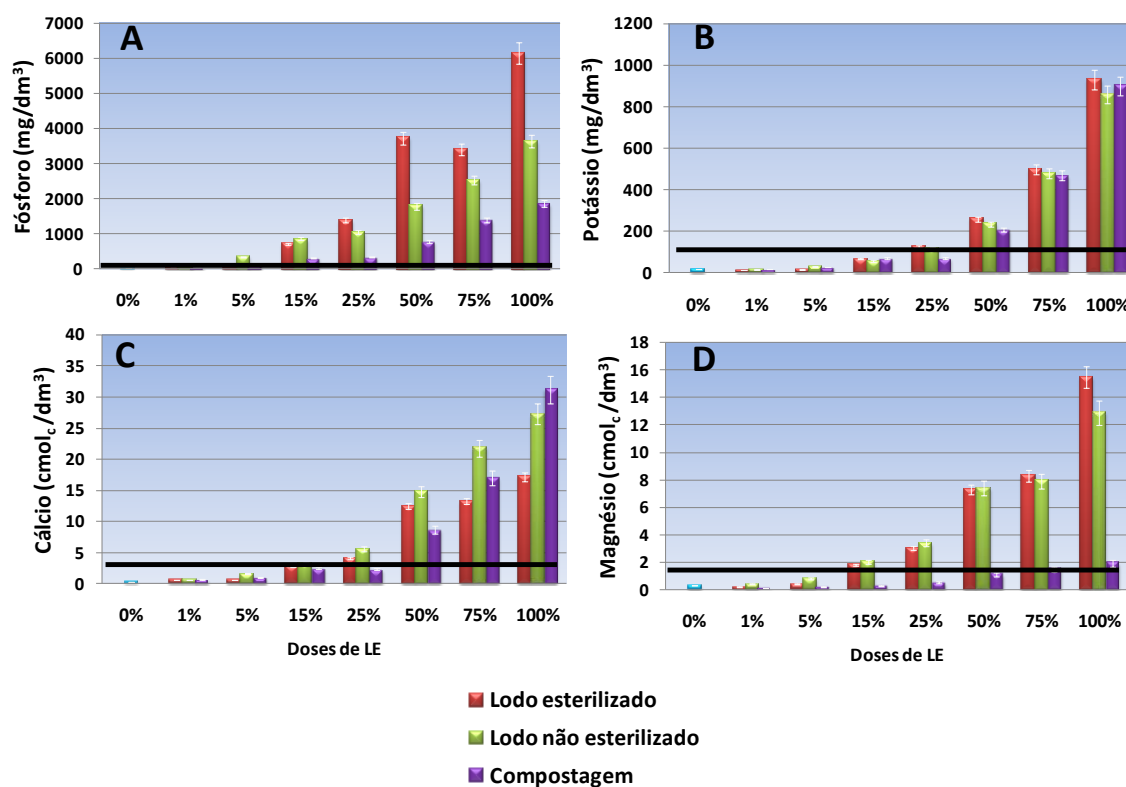 A
Fósforo (mg/dm³)
7000
6000
5000
4000
3000
2000
1000
0
0% 1% 5% 15% 25% 50% 75% 100%
B
Potássio (mg/dm³)
1200
1000
800
600
400
200
0
0% 1% 5% 15% 25% 50% 75% 100%
C
Cálcio (cmolc/dm³)
40
35
30
25
20
15
10
5
0
0% 1% 5% 15% 25% 50% 75% 100%
Doses de LE
D
Magnésio (cmolc/dm³)
18
16
14
12
10
8
6
4
2
0
0% 1% 5% 15% 25% 50% 75% 100%
Doses de LE
Lodo esterilizado
Lodo não esterilizado
Compostagem